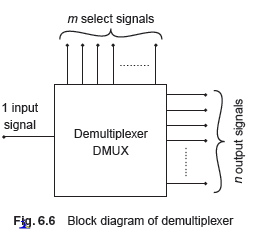 m select signals
1 input
signal
Demultiplexer
DMUX
n output signals
Fig. 6.6 Block diagram of demultiplexer